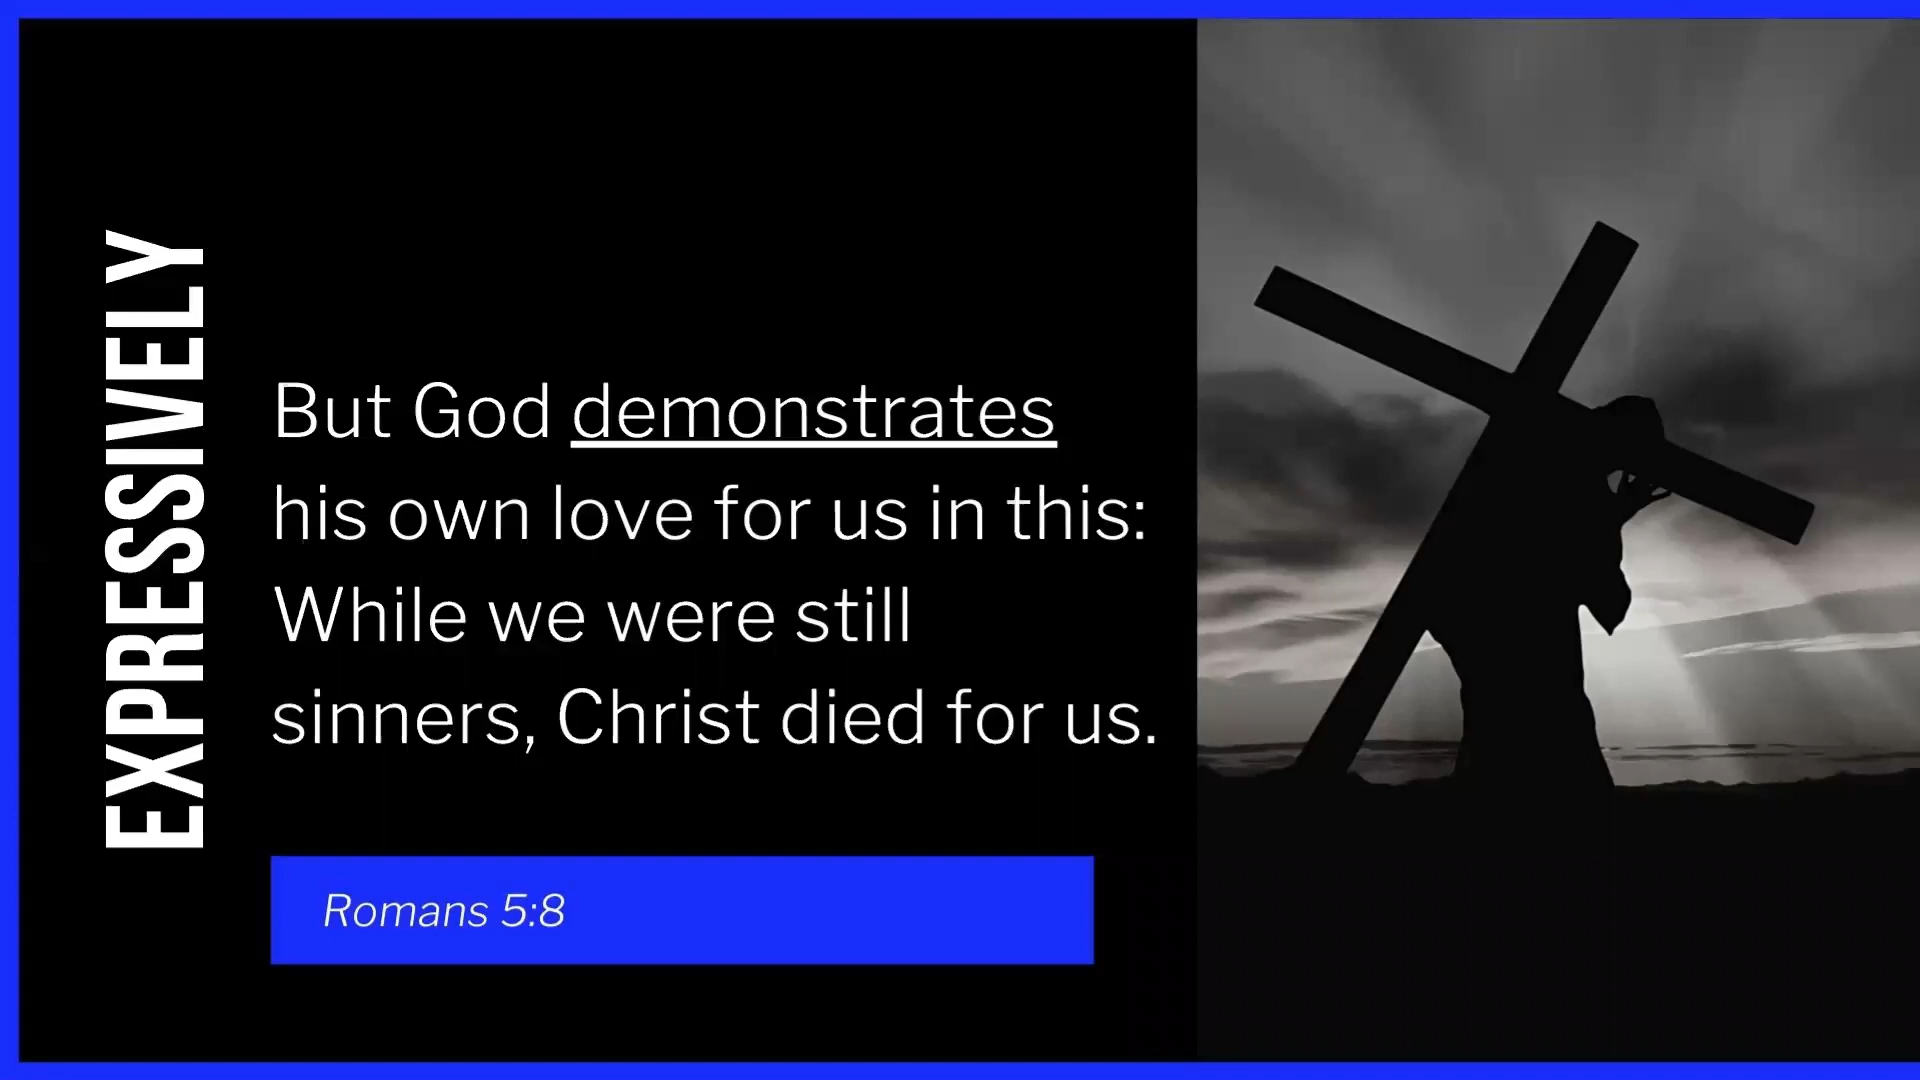 EXPRESSIVELY
But God demonstrates
his own love for us in this:
While we were still
sinners, Christ died for us.
Romans 5:8